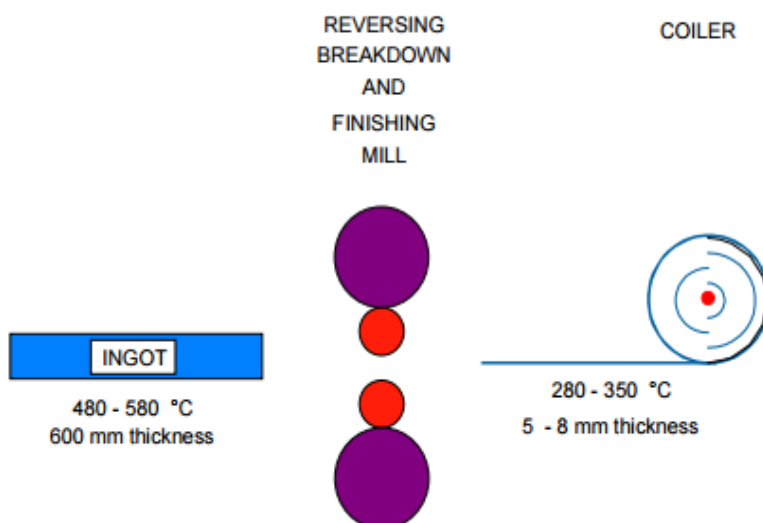 REVERSING
BREAKDOWN
AND
FINISHING
MILL
COILER
INGOT
480 - 580 °C
600 mm thickness
280 - 350 °C
5 - 8 mm thickness